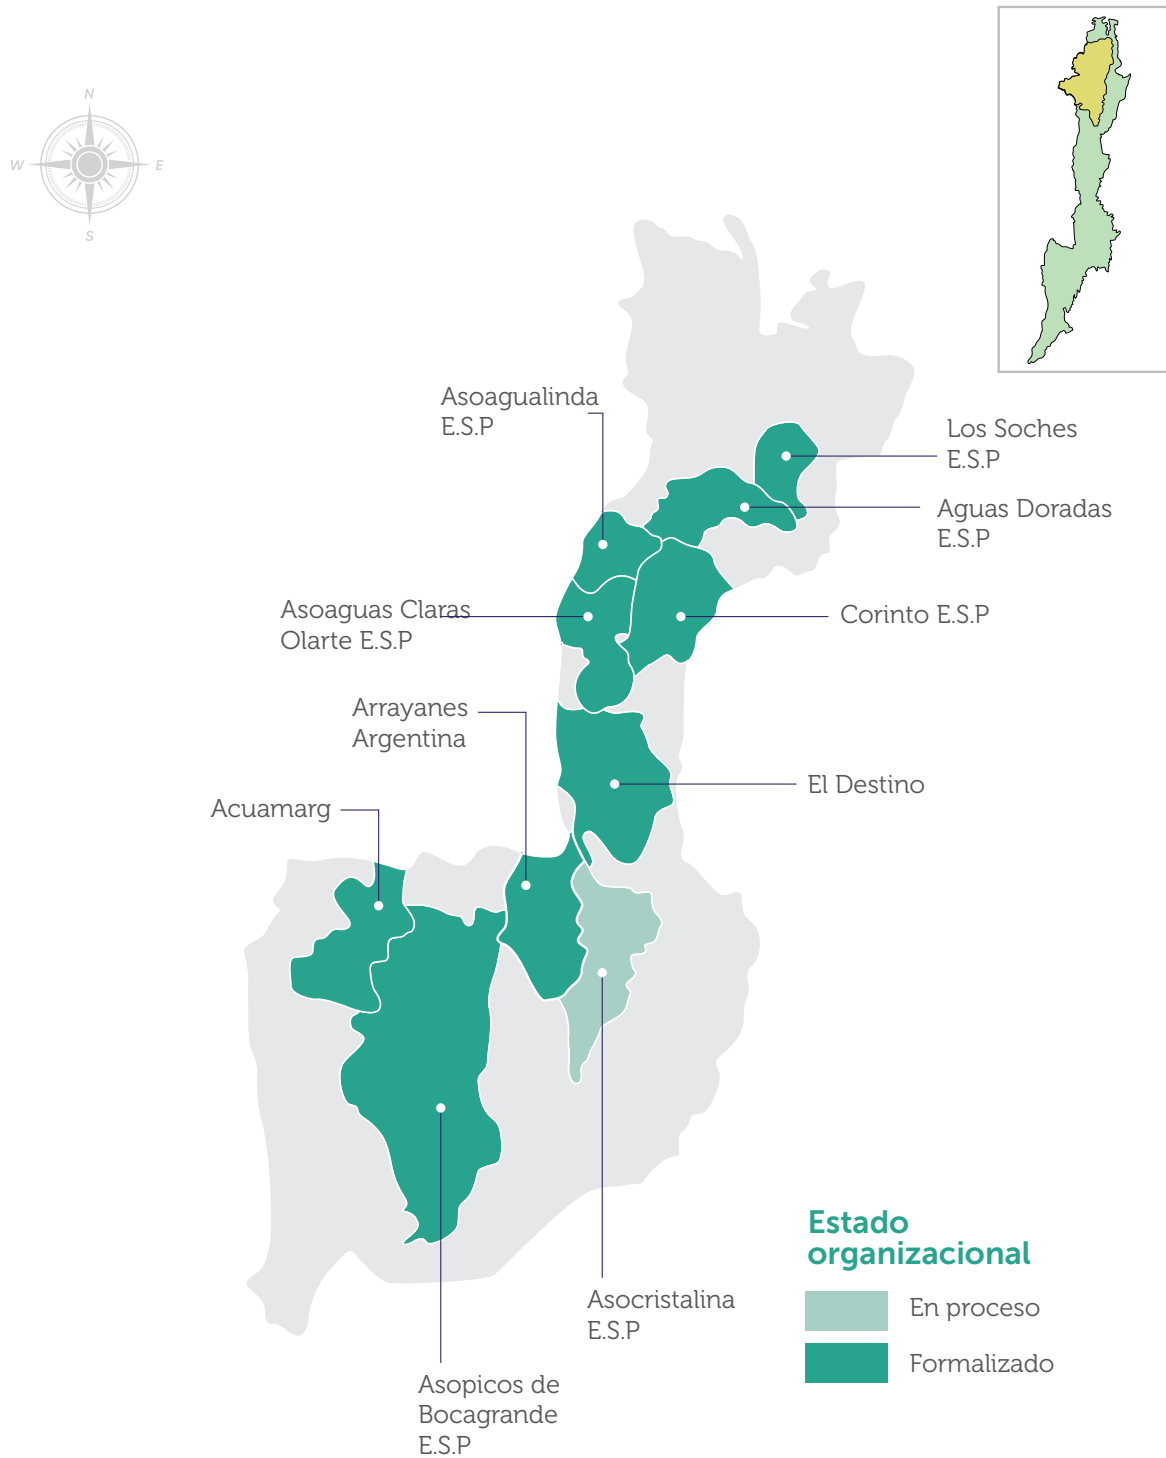 N
W
E
S
Asoagualinda
E.S.P
Los Soches
E.S.P
Aguas Doradas
E.S.P
Asoaguas Claras
Olarte E.S.P
Corinto E.S.P
Arrayanes
Argentina
El Destino
Acuamarg
Estado
organizacional
En proceso
Formalizado
Asocristalina
E.S.P
Asopicos de
Bocagrande
E.S.P